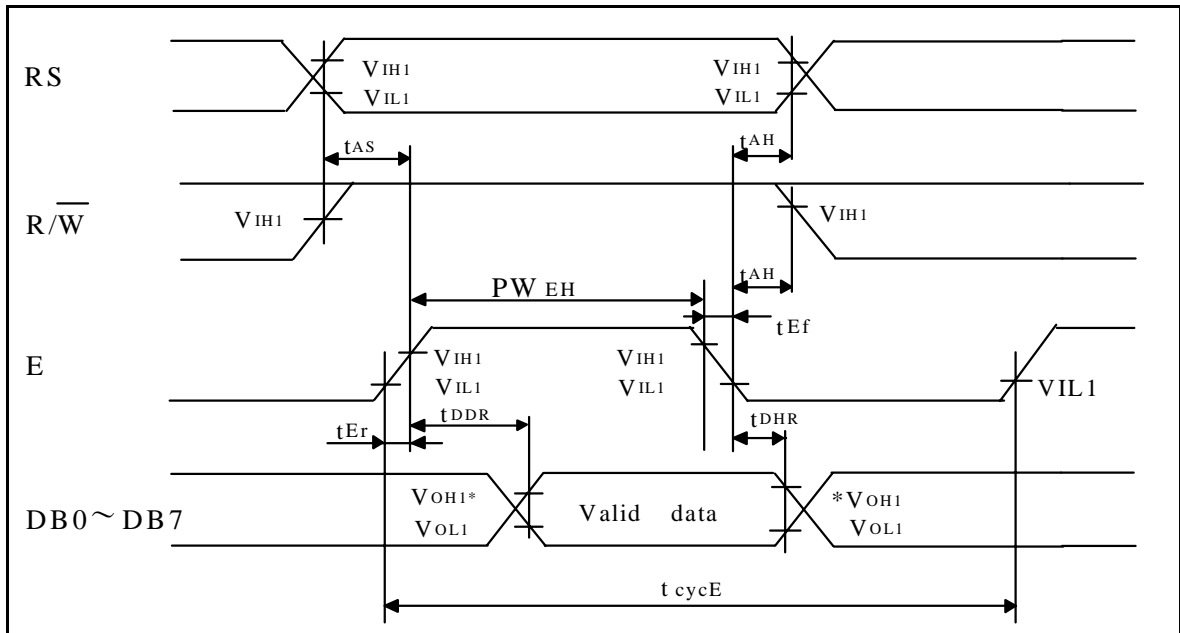 RS
VIH1 VIH1
VIL1 VIL1
tAS tAH
R/W̅ VIH1 VIH1
tAH
PW EH
tEf
E
VIH1 VIH1
VIL1 VIL1 VIL1
tDDR tDHR
tEr
VOH1* *VOH1
DB0～DB7 Valid data
VOL1 VOL1
t cycE